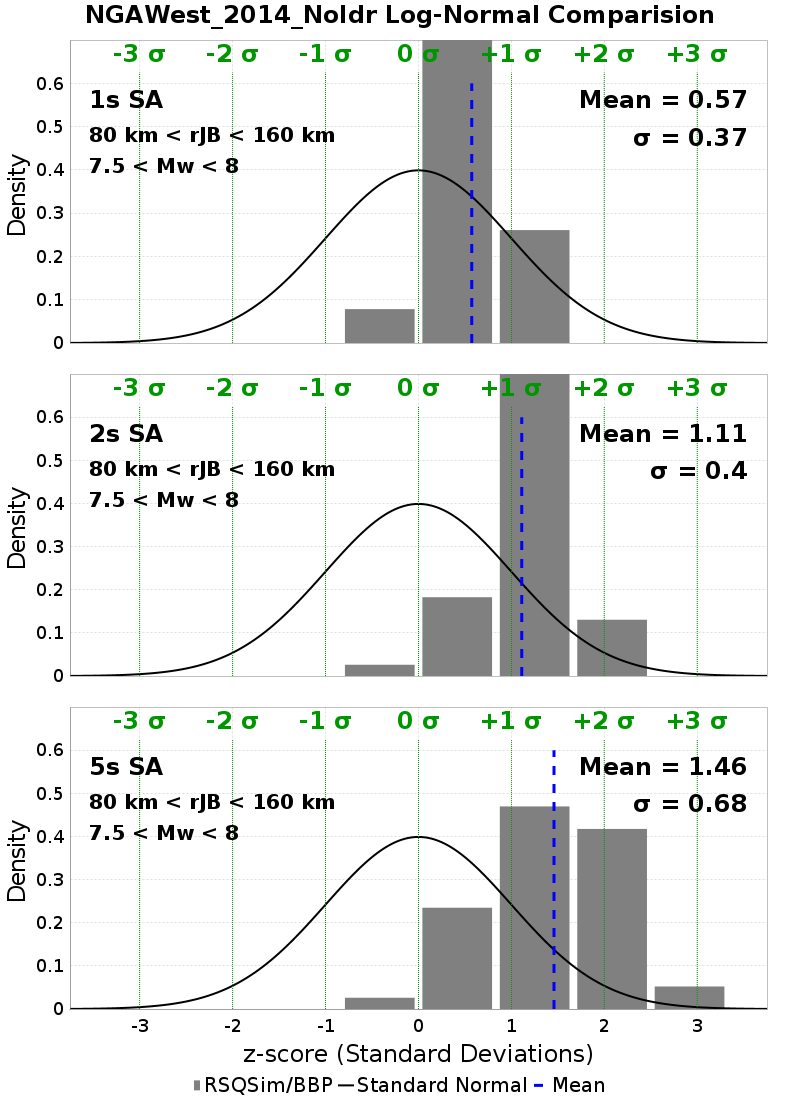 NGAWest_2014_NoIdr Log-Normal Comparision
-3 σ -2 σ -1 σ 0 σ +1 σ +2 σ +3 σ
1s SA
80 km < rJB < 160 km
7.5 < Mw < 8
Mean = 0.57
σ = 0.37
Density
0.6
0.5
0.4
0.3
0.2
0.1
0
-3 σ -2 σ -1 σ 0 σ +1 σ +2 σ +3 σ
2s SA
80 km < rJB < 160 km
7.5 < Mw < 8
Mean = 1.11
σ = 0.4
Density
0.6
0.5
0.4
0.3
0.2
0.1
0
-3 σ -2 σ -1 σ 0 σ +1 σ +2 σ +3 σ
5s SA
80 km < rJB < 160 km
7.5 < Mw < 8
Mean = 1.46
σ = 0.68
Density
0.6
0.5
0.4
0.3
0.2
0.1
0
-3 -2 -1 0 1 2 3
z-score (Standard Deviations)
RSQSim/BBP Standard Normal Mean